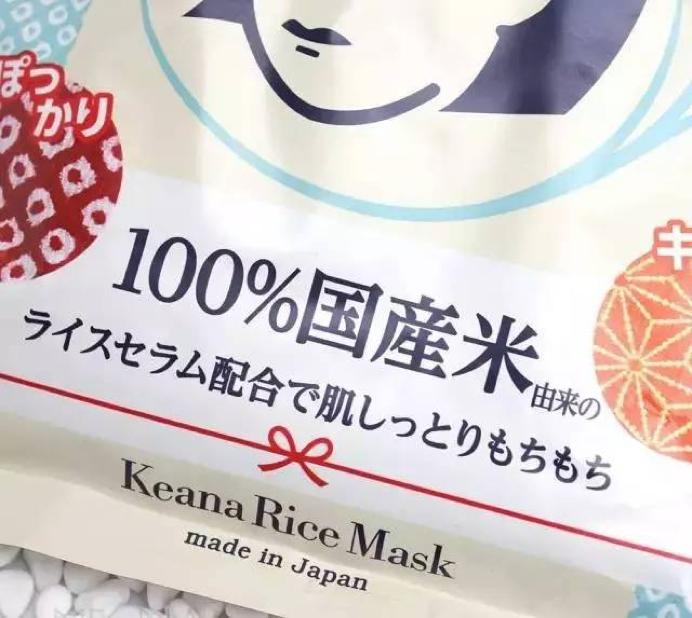 ぽっ
かり
キ
100%国産米由来の
ライスセラム配合で肌しっとりもちもち
Keana Rice Mask
made in Japan